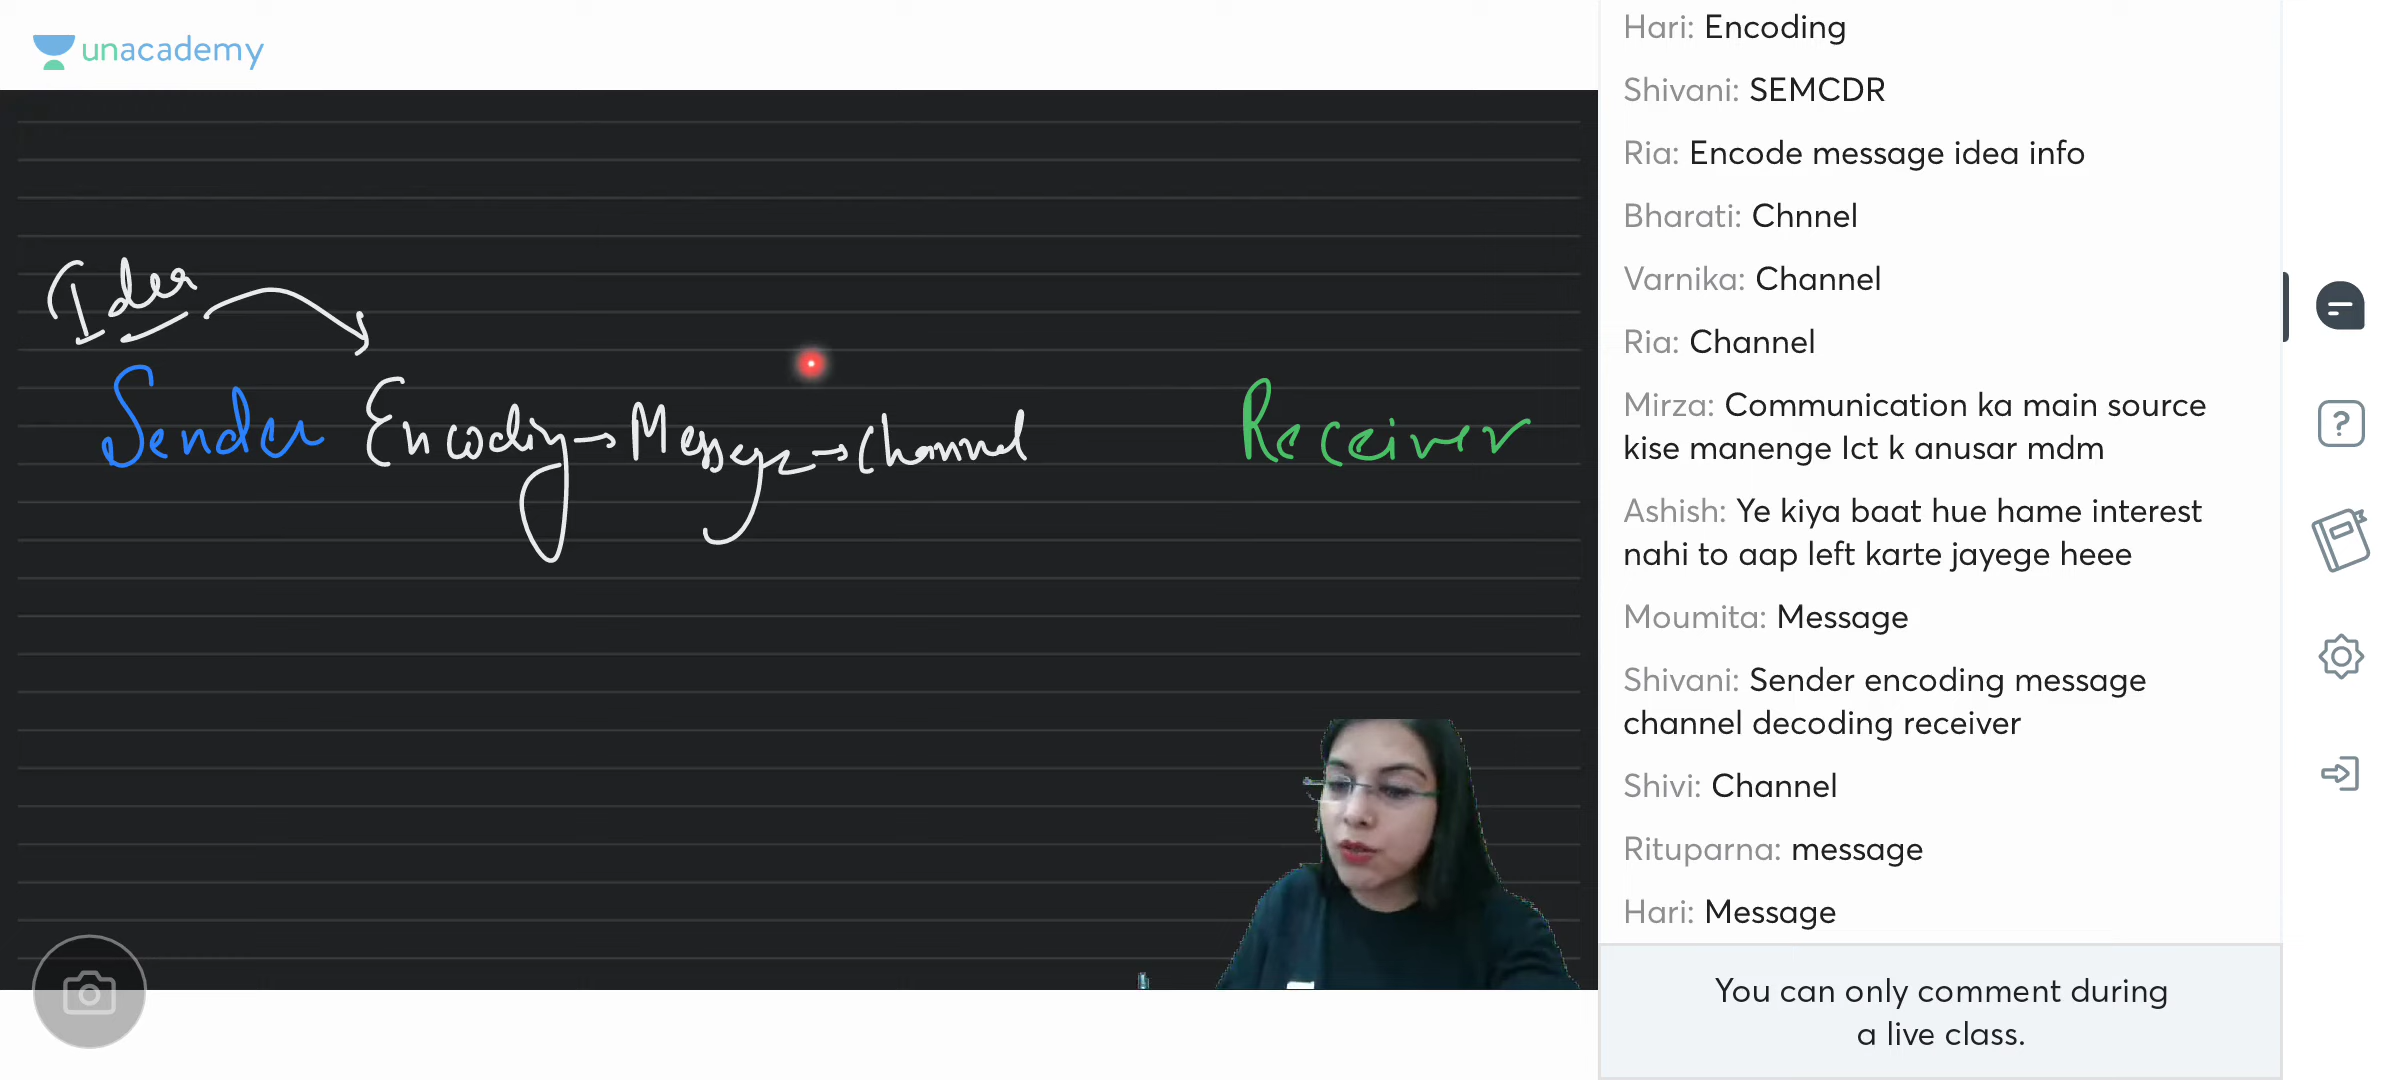 unacademy
Idea
Sender Encoding → Message → Channel Receiver
Hari: Encoding
Shivani: SEMCDR
Ria: Encode message idea info
Bharati: Chnnel
Varnika: Channel
Ria: Channel
Mirza: Communication ka main source
kise manenge Ict k anusar mdm
Ashish: Ye kiya baat hue hame interest
nahi to aap left karte jayege heee
Moumita: Message
Shivani: Sender encoding message
channel decoding receiver
Shivi: Channel
Rituparna: message
Hari: Message
You can only comment during
a live class.